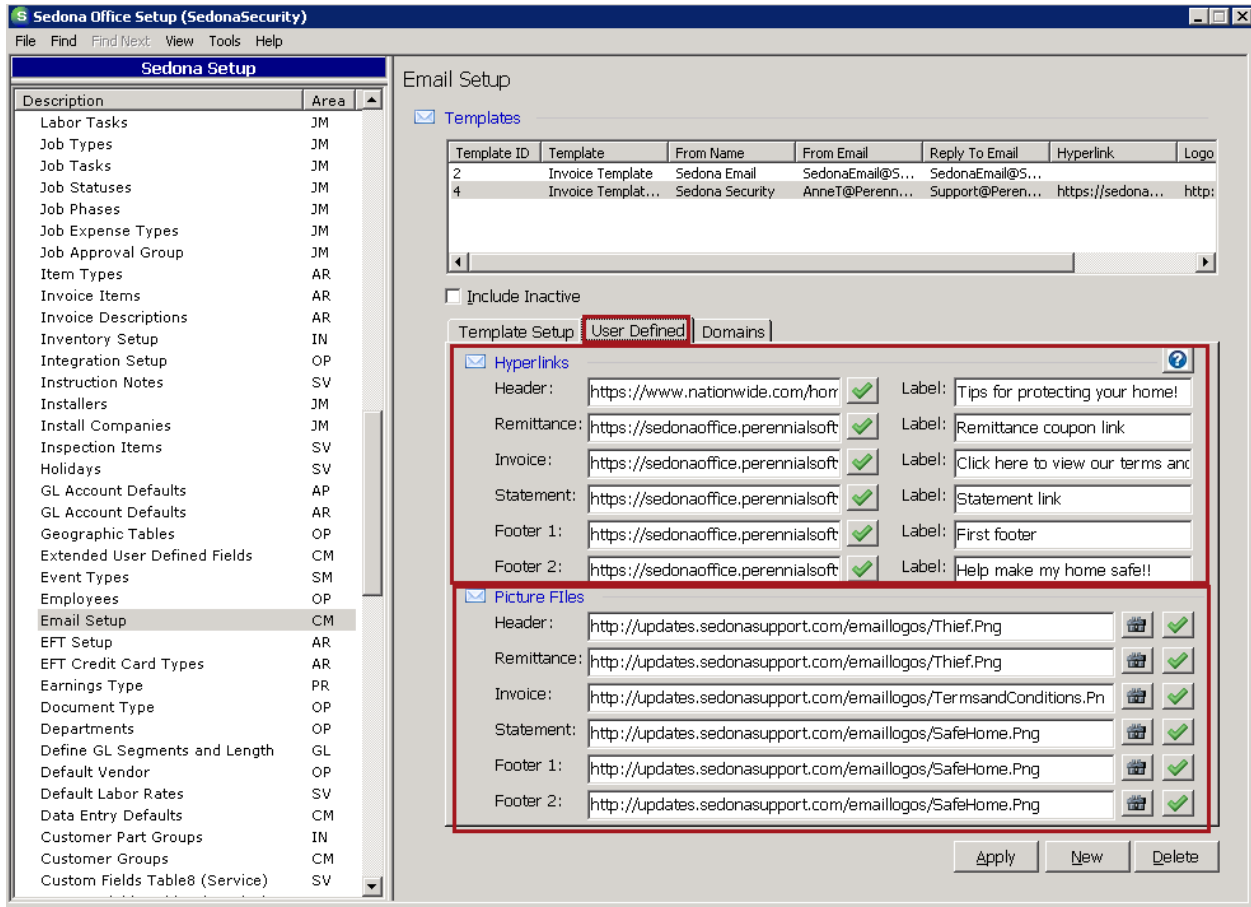 Sedona Office Setup (SedonaSecurity)
File Find Find Next View Tools Help
Sedona Setup
Description Area
Labor Tasks JM
Job Types JM
Job Tasks JM
Job Statuses JM
Job Phases JM
Job Expense Types JM
Job Approval Group JM
Item Types AR
Invoice Items AR
Invoice Descriptions AR
Inventory Setup IN
Integration Setup OP
Instruction Notes SV
Installers JM
Install Companies JM
Inspection Items SV
Holidays SV
GL Account Defaults AP
GL Account Defaults AR
Geographic Tables OP
Extended User Defined Fields CM
Event Types SM
Employees OP
Email Setup CM
EFT Setup AR
EFT Credit Card Types AR
Earnings Type PR
Document Type OP
Departments OP
Define GL Segments and Length GL
Default Vendor OP
Default Labor Rates SV
Data Entry Defaults CM
Customer Part Groups IN
Customer Groups CM
Custom Fields Table8 (Service) SV
Email Setup
Templates
Template ID Template From Name From Email Reply To Email Hyperlink Logo
2 Invoice Template Sedona Email SedonaEmail@S... SedonaEmail@S...
4 Invoice Templat... Sedona Security AnneT@Perenn... Support@Peren... https://sedona... http:
Include Inactive
Template Setup User Defined Domains
Hyperlinks
Header: https://www.nationwide.com/hom Label: Tips for protecting your home!
Remittance: https://sedonaoffice.perennialsoft Label: Remittance coupon link
Invoice: https://sedonaoffice.perennialsoft Label: Click here to view our terms and
Statement: https://sedonaoffice.perennialsoft Label: Statement link
Footer 1: https://sedonaoffice.perennialsoft Label: First footer
Footer 2: https://sedonaoffice.perennialsoft Label: Help make my home safe!!
Picture FIles
Header: http://updates.sedonasupport.com/emaillogos/Thief.Png
Remittance: http://updates.sedonasupport.com/emaillogos/Thief.Png
Invoice: http://updates.sedonasupport.com/emaillogos/TermsandConditions.Pn
Statement: http://updates.sedonasupport.com/emaillogos/SafeHome.Png
Footer 1: http://updates.sedonasupport.com/emaillogos/SafeHome.Png
Footer 2: http://updates.sedonasupport.com/emaillogos/SafeHome.Png
Apply New Delete